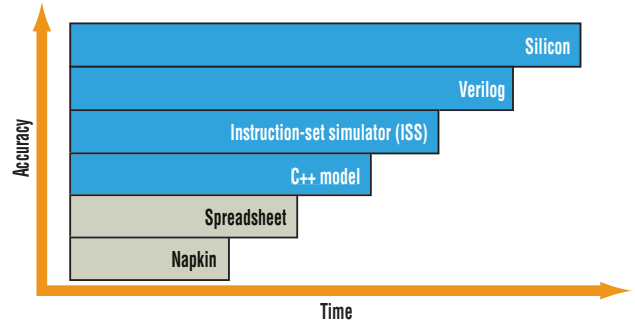 Silicon
Verilog
Instruction-set simulator (ISS)
C++ model
Spreadsheet
Napkin
Accuracy
Time